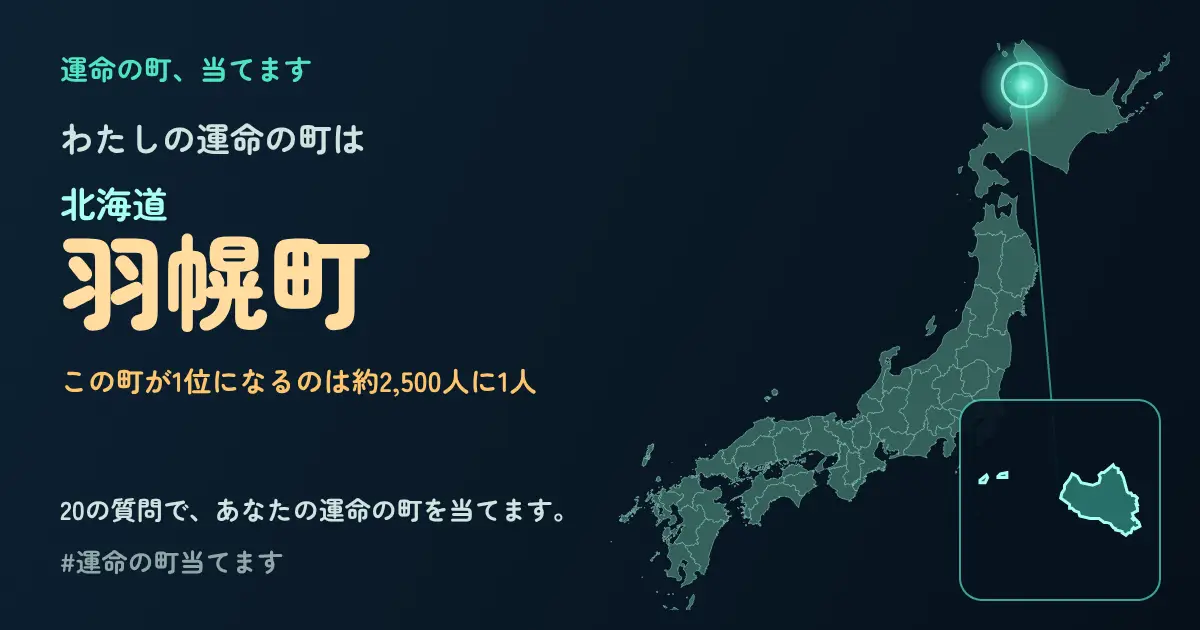 運命の町、当てます
わたしの運命の町は
北海道
羽幌町
この町が1位になるのは約2,500人に1人
20の質問で、あなたの運命の町を当てます。
#運命の町当てます